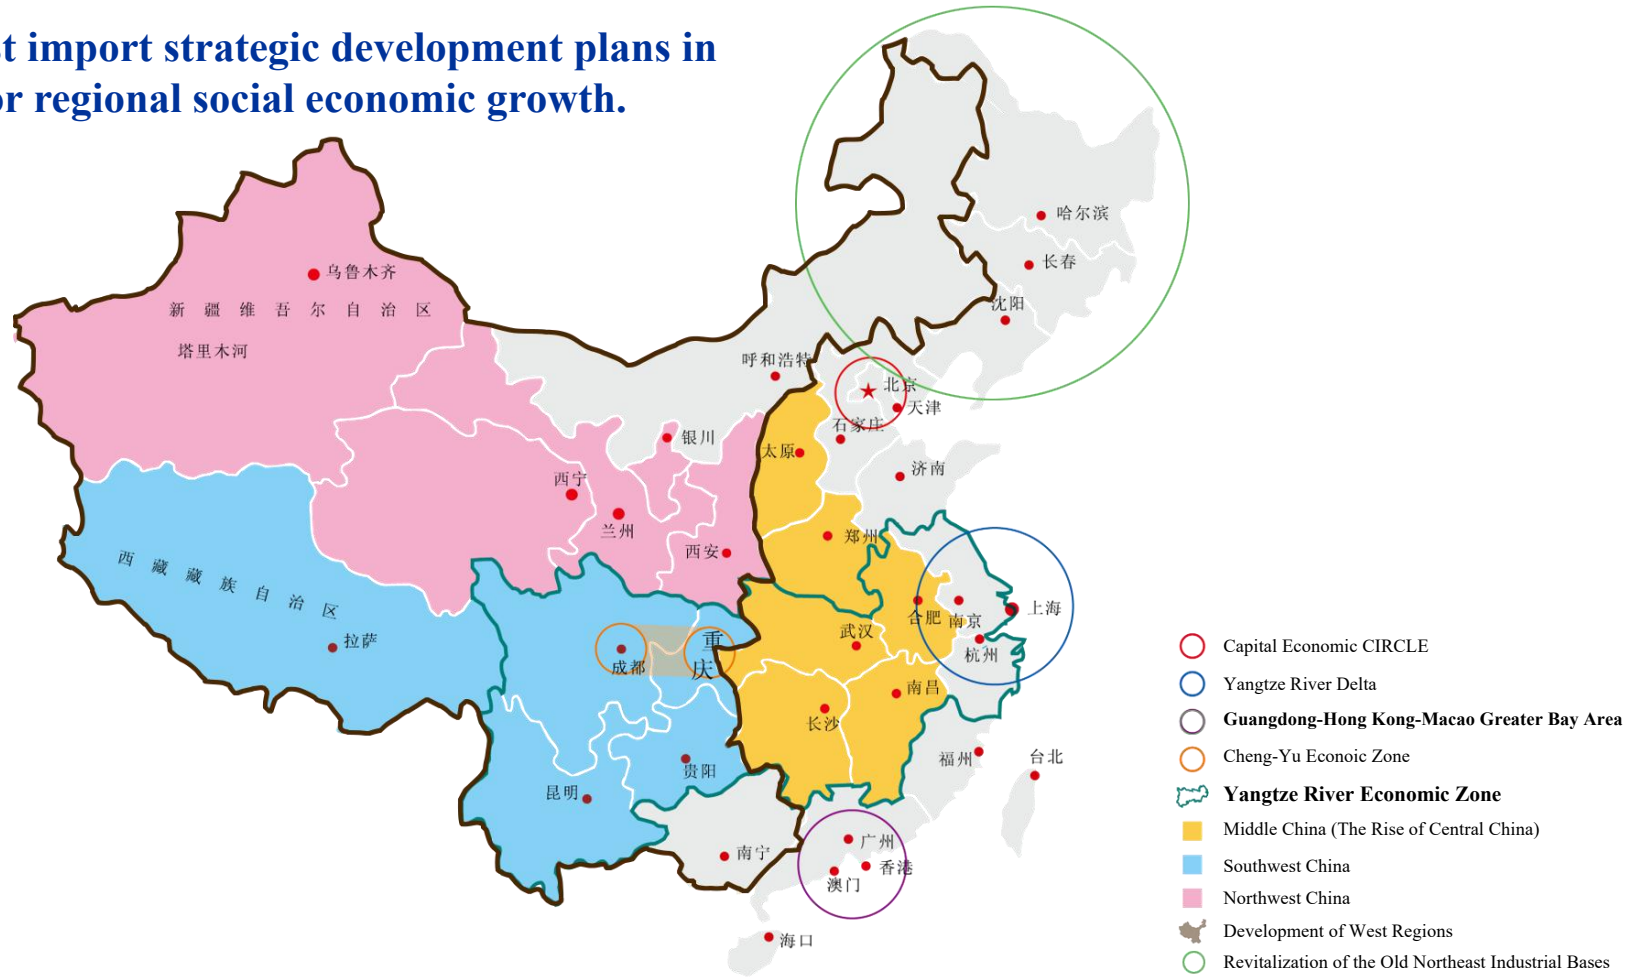 st import strategic development plans in
or regional social economic growth.
哈尔滨
长春
沈阳
乌鲁木齐
新疆维吾尔自治区
塔里木河
呼和浩特
北京
天津
石家庄
银川
太原
济南
西宁
兰州
西安
郑州
西藏藏族自治区
拉萨
合肥
南京
上海
武汉
杭州
重
庆
成都
南昌
长沙
贵阳
福州
台北
昆明
南宁
广州
香港
澳门
海口
Capital Economic CIRCLE
Yangtze River Delta
Guangdong-Hong Kong-Macao Greater Bay Area
Cheng-Yu Econoic Zone
Yangtze River Economic Zone
Middle China (The Rise of Central China)
Southwest China
Northwest China
Development of West Regions
Revitalization of the Old Northeast Industrial Bases